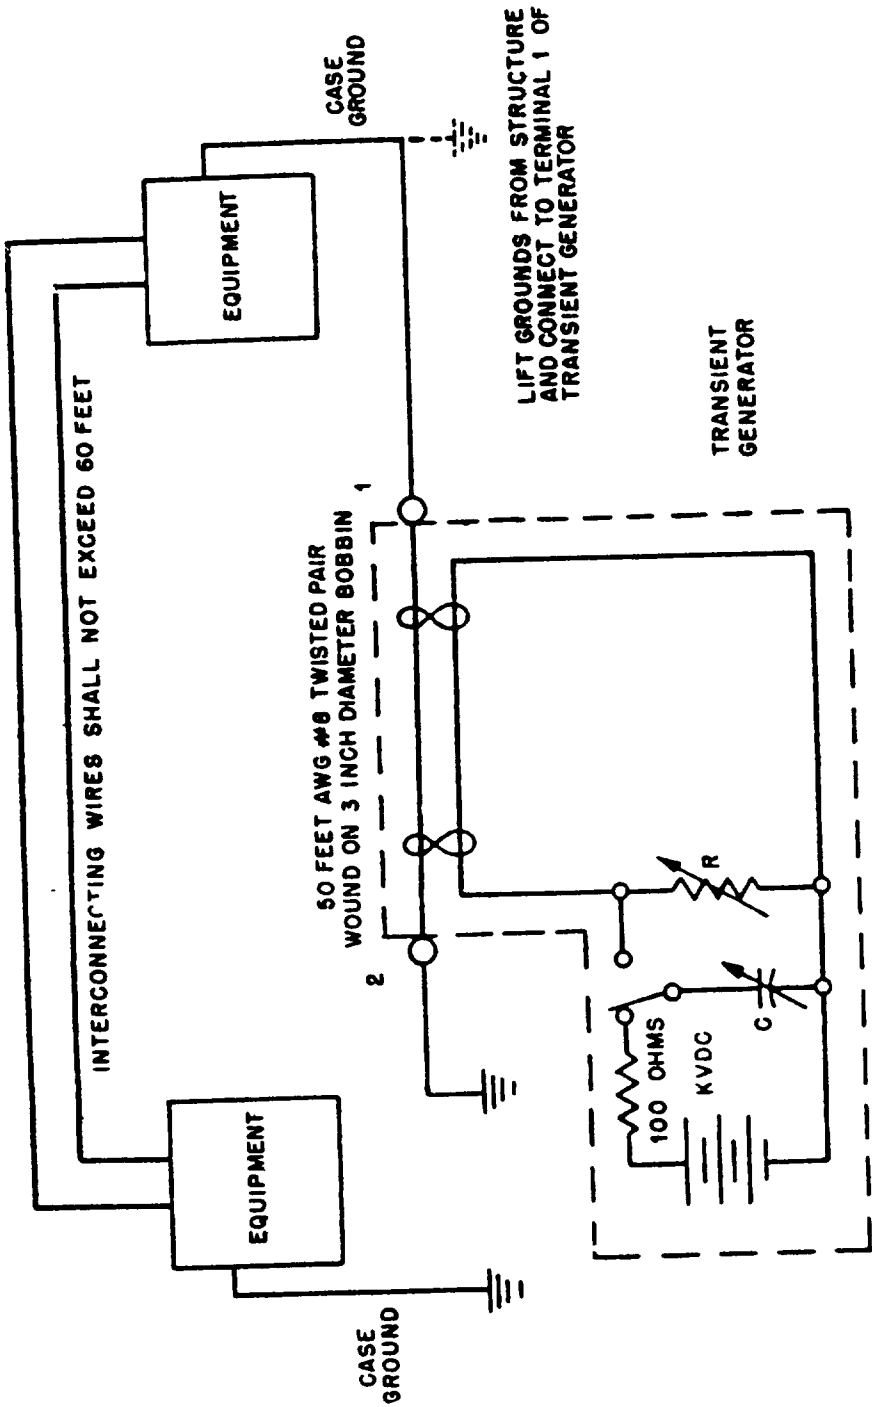 INTERCONNECTING WIRES SHALL NOT EXCEED 60 FEET
EQUIPMENT
EQUIPMENT
CASE
GROUND
CASE
GROUND
50 FEET AWG #8 TWISTED PAIR
WOUND ON 3 INCH DIAMETER BOBBIN
2
1
LIFT GROUNDS FROM STRUCTURE
AND CONNECT TO TERMINAL 1 OF
TRANSIENT GENERATOR
100 OHMS
KVDC
C
R
TRANSIENT
GENERATOR